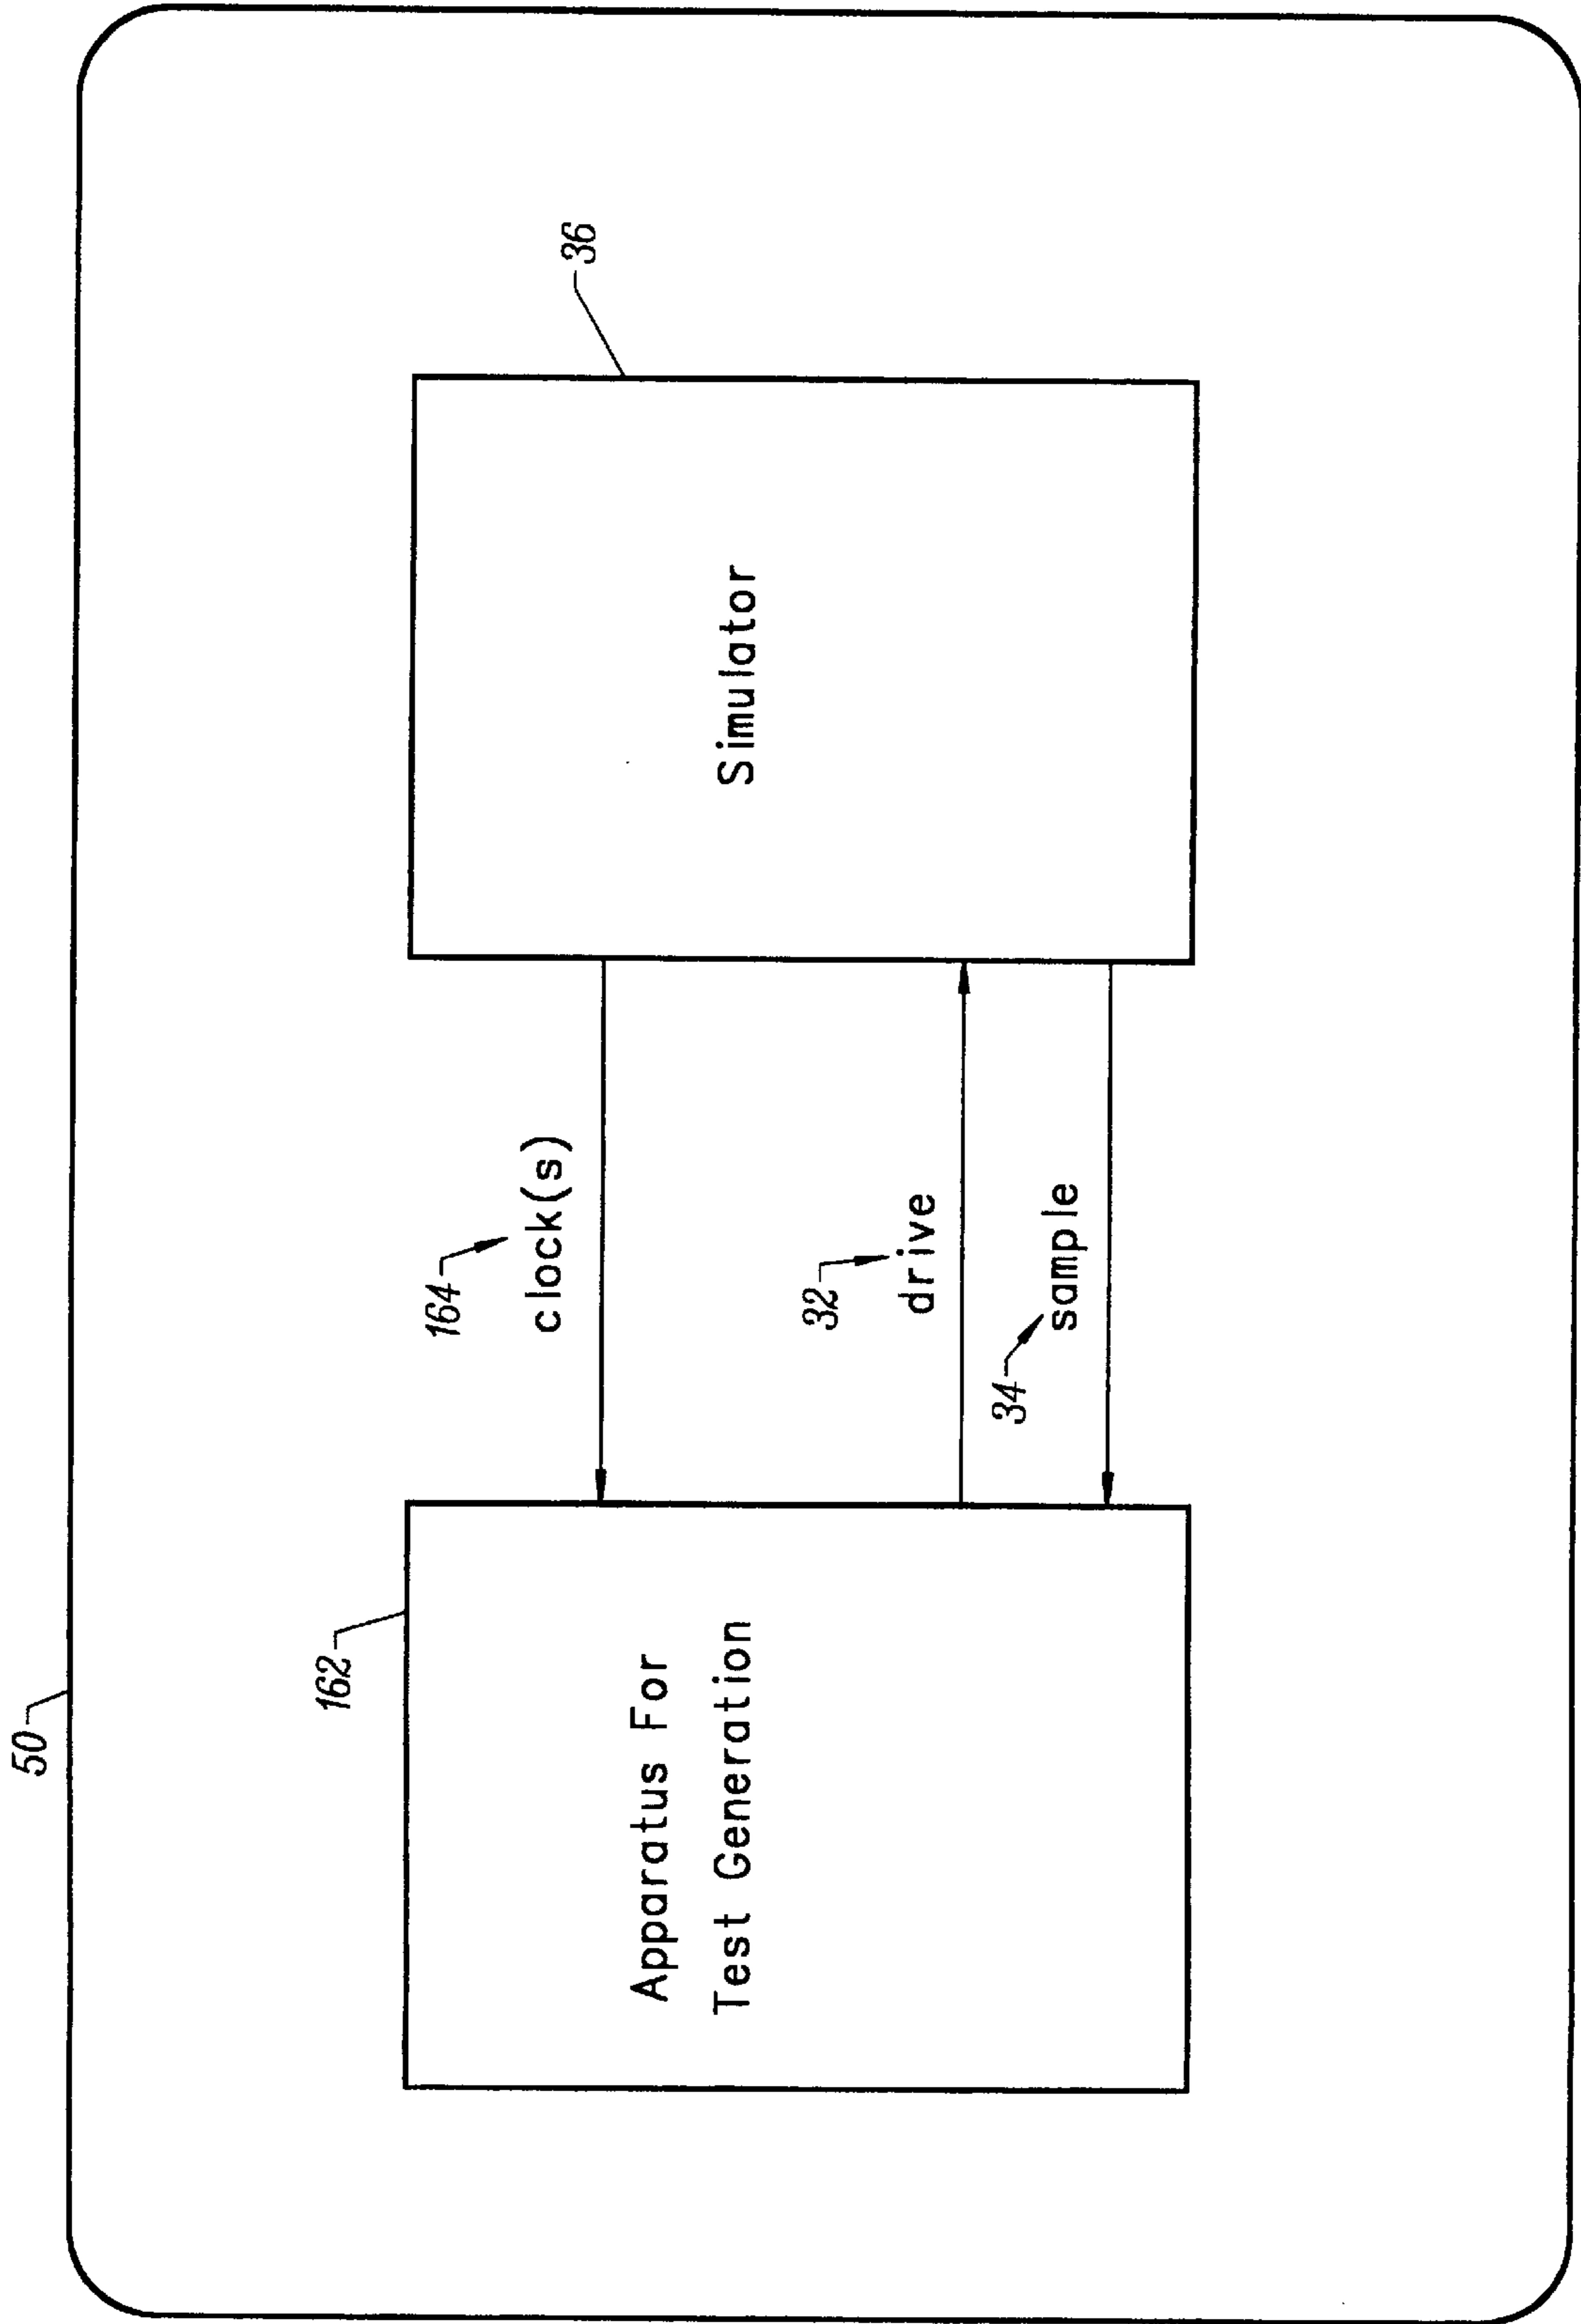 50
162
Apparatus For
Test Generation
164
clock(s)
32
drive
34
sample
36
Simulator